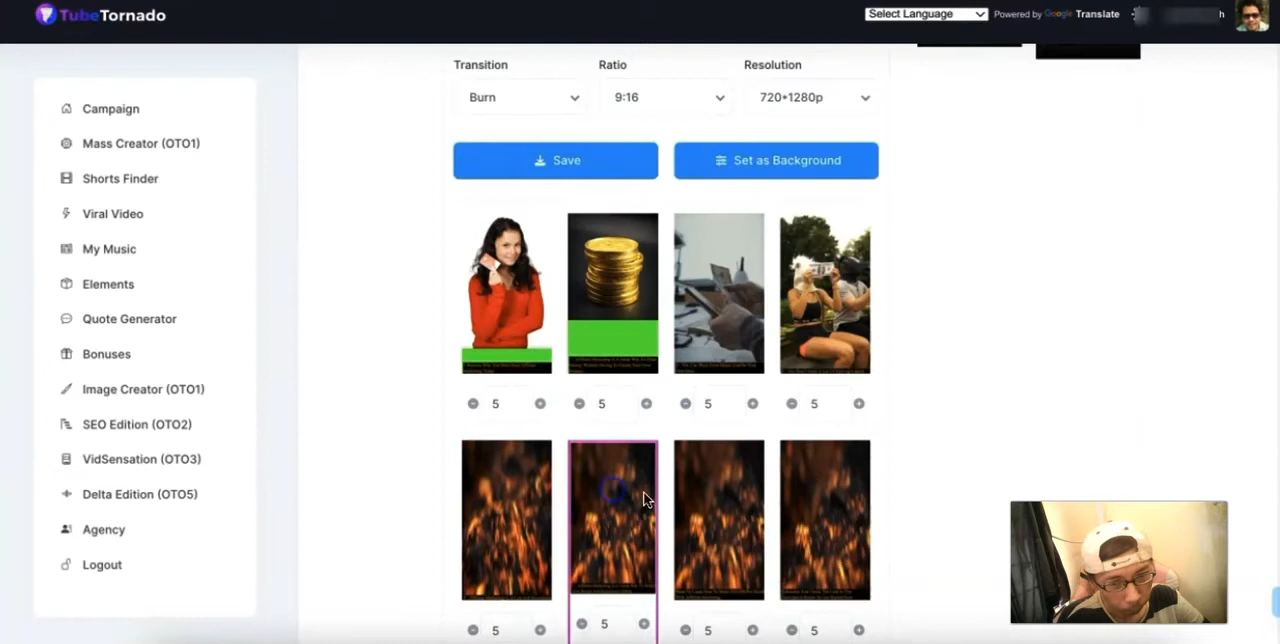 TubeTornado
Select Language
Powered by Google Translate
h
Campaign
Mass Creator (OTO1)
Shorts Finder
Viral Video
My Music
Elements
Quote Generator
Bonuses
Image Creator (OTO1)
SEO Edition (OTO2)
VidSensation (OTO3)
Delta Edition (OTO5)
Agency
Logout
Transition
Ratio
Resolution
Burn
9:16
720*1280p
Save
Set as Background
5
5
5
5
5
5
5
5